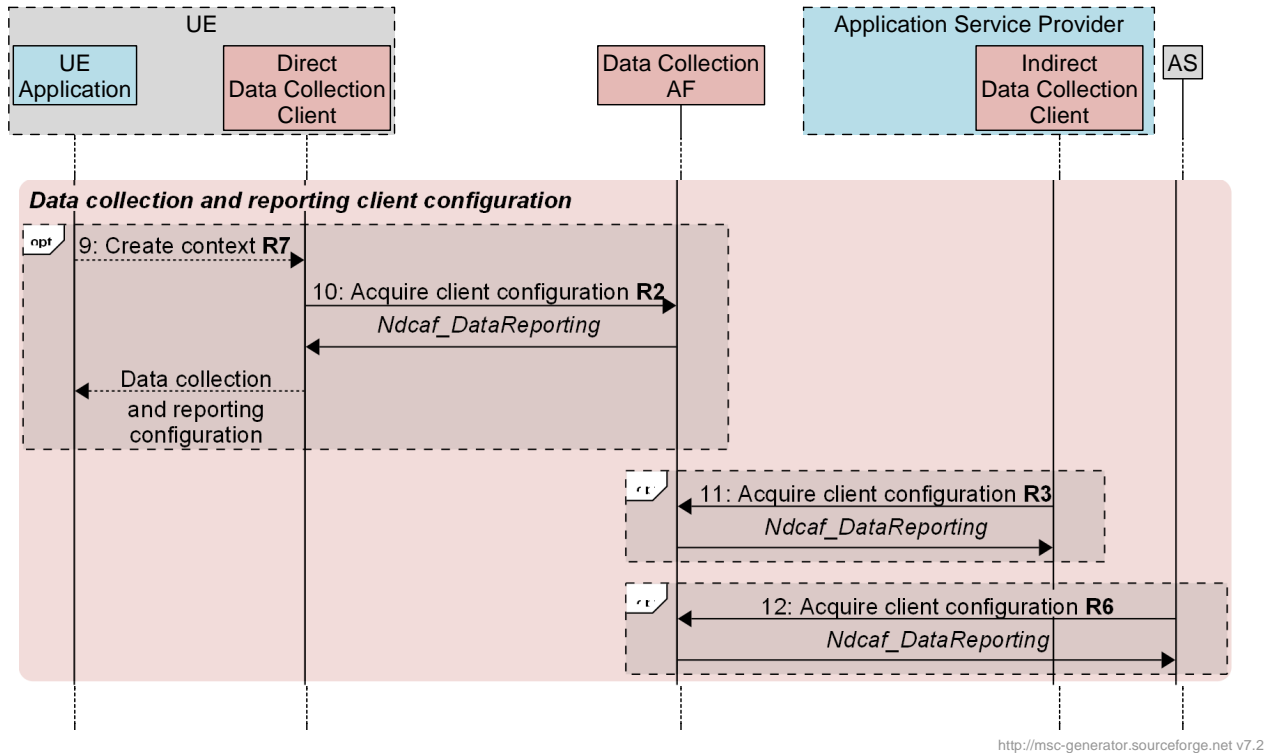 UE
Application Service Provider
UE
Application
Direct
Data Collection
Client
Data Collection
AF
Indirect
Data Collection
Client
AS
Data collection and reporting client configuration
opt
9: Create context R7
10: Acquire client configuration R2
Ndcaf_DataReporting
Data collection
and reporting
configuration
11: Acquire client configuration R3
Ndcaf_DataReporting
12: Acquire client configuration R6
Ndcaf_DataReporting
http://msc-generator.sourceforge.net v7.2